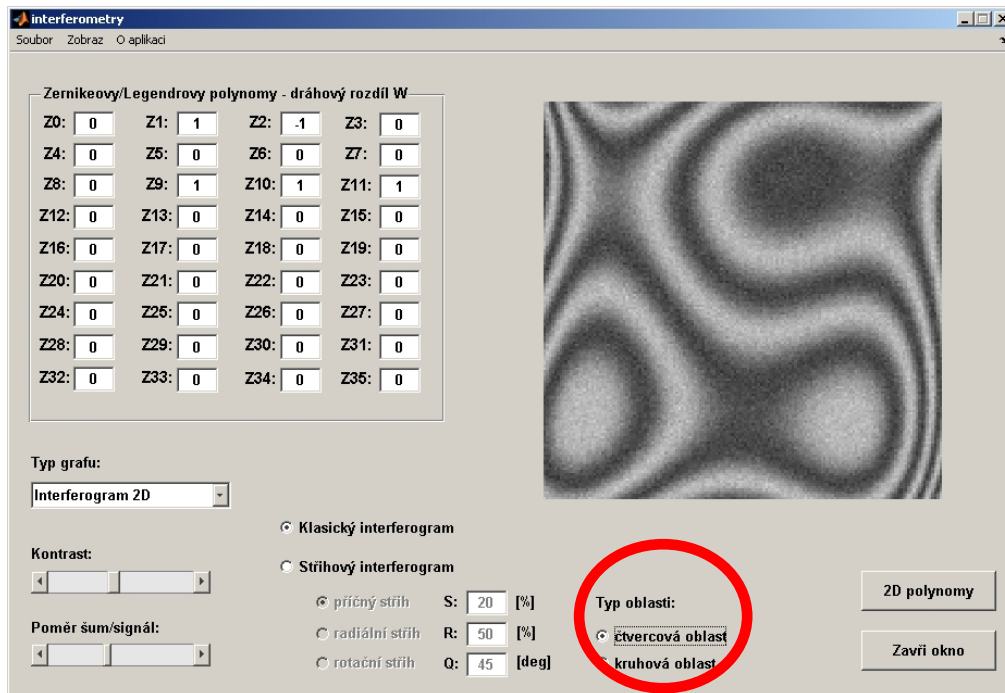 interferometry
Soubor Zobraz O aplikaci
Zernikeovy/Legendrovy polynomy - dráhový rozdíl W
Z0: 0 Z1: 1 Z2: -1 Z3: 0
Z4: 0 Z5: 0 Z6: 0 Z7: 0
Z8: 0 Z9: 1 Z10: 1 Z11: 1
Z12: 0 Z13: 0 Z14: 0 Z15: 0
Z16: 0 Z17: 0 Z18: 0 Z19: 0
Z20: 0 Z21: 0 Z22: 0 Z23: 0
Z24: 0 Z25: 0 Z26: 0 Z27: 0
Z28: 0 Z29: 0 Z30: 0 Z31: 0
Z32: 0 Z33: 0 Z34: 0 Z35: 0
Typ grafu:
Interferogram 2D
Kontrast:
Poměr šum/signál:
Klasický interferogram
Střihový interferogram
příčný střih S: 20 [%]
radiální střih R: 50 [%]
rotační střih Q: 45 [deg]
Typ oblasti:
čtvercová oblast
kruhová oblast
2D polynomy
Zavři okno